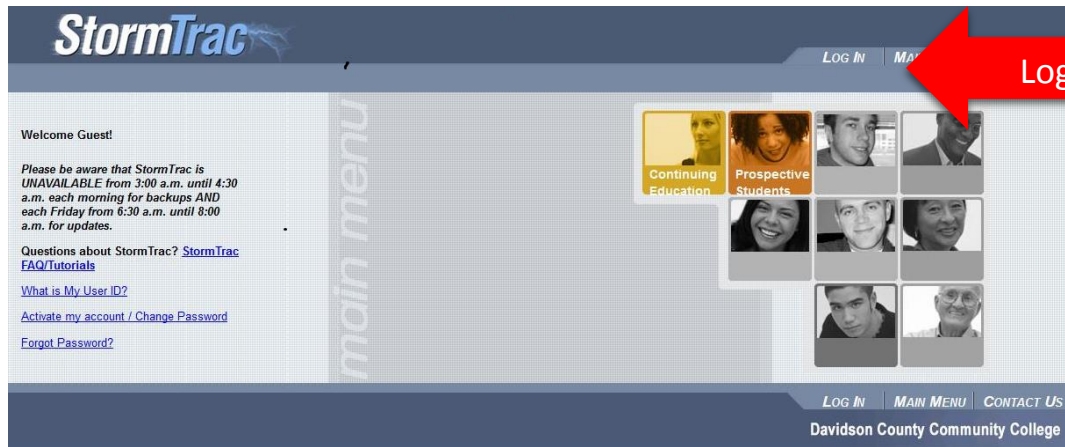 StormTrac
LOG IN
Log
Welcome Guest!
Please be aware that StormTrac is
UNAVAILABLE from 3:00 a.m. until 4:30
a.m. each morning for backups AND
each Friday from 6:30 a.m. until 8:00
a.m. for updates.
Questions about StormTrac? StormTrac
FAQ/Tutorials
What is My User ID?
Activate my account / Change Password
Forgot Password?
main menu
Continuing
Education
Prospective
Students
LOG IN MAIN MENU CONTACT US
Davidson County Community College